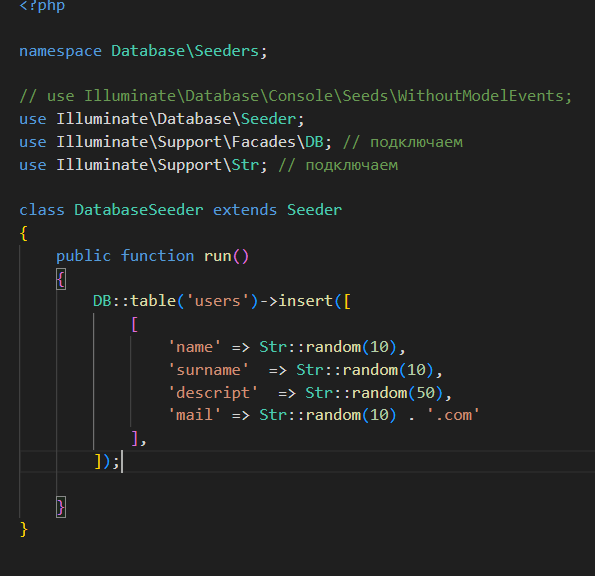 <?php
namespace Database\Seeders;
// use Illuminate\Database\Console\Seeds\WithoutModelEvents;
use Illuminate\Database\Seeder;
use Illuminate\Support\Facades\DB; // подключаем
use Illuminate\Support\Str; // подключаем
class DatabaseSeeder extends Seeder
{
public function run()
{
DB::table('users')->insert([
[
'name' => Str::random(10),
'surname'  => Str::random(10),
'descript'  => Str::random(50),
'mail' => Str::random(10) . '.com'
],
]);
}
}